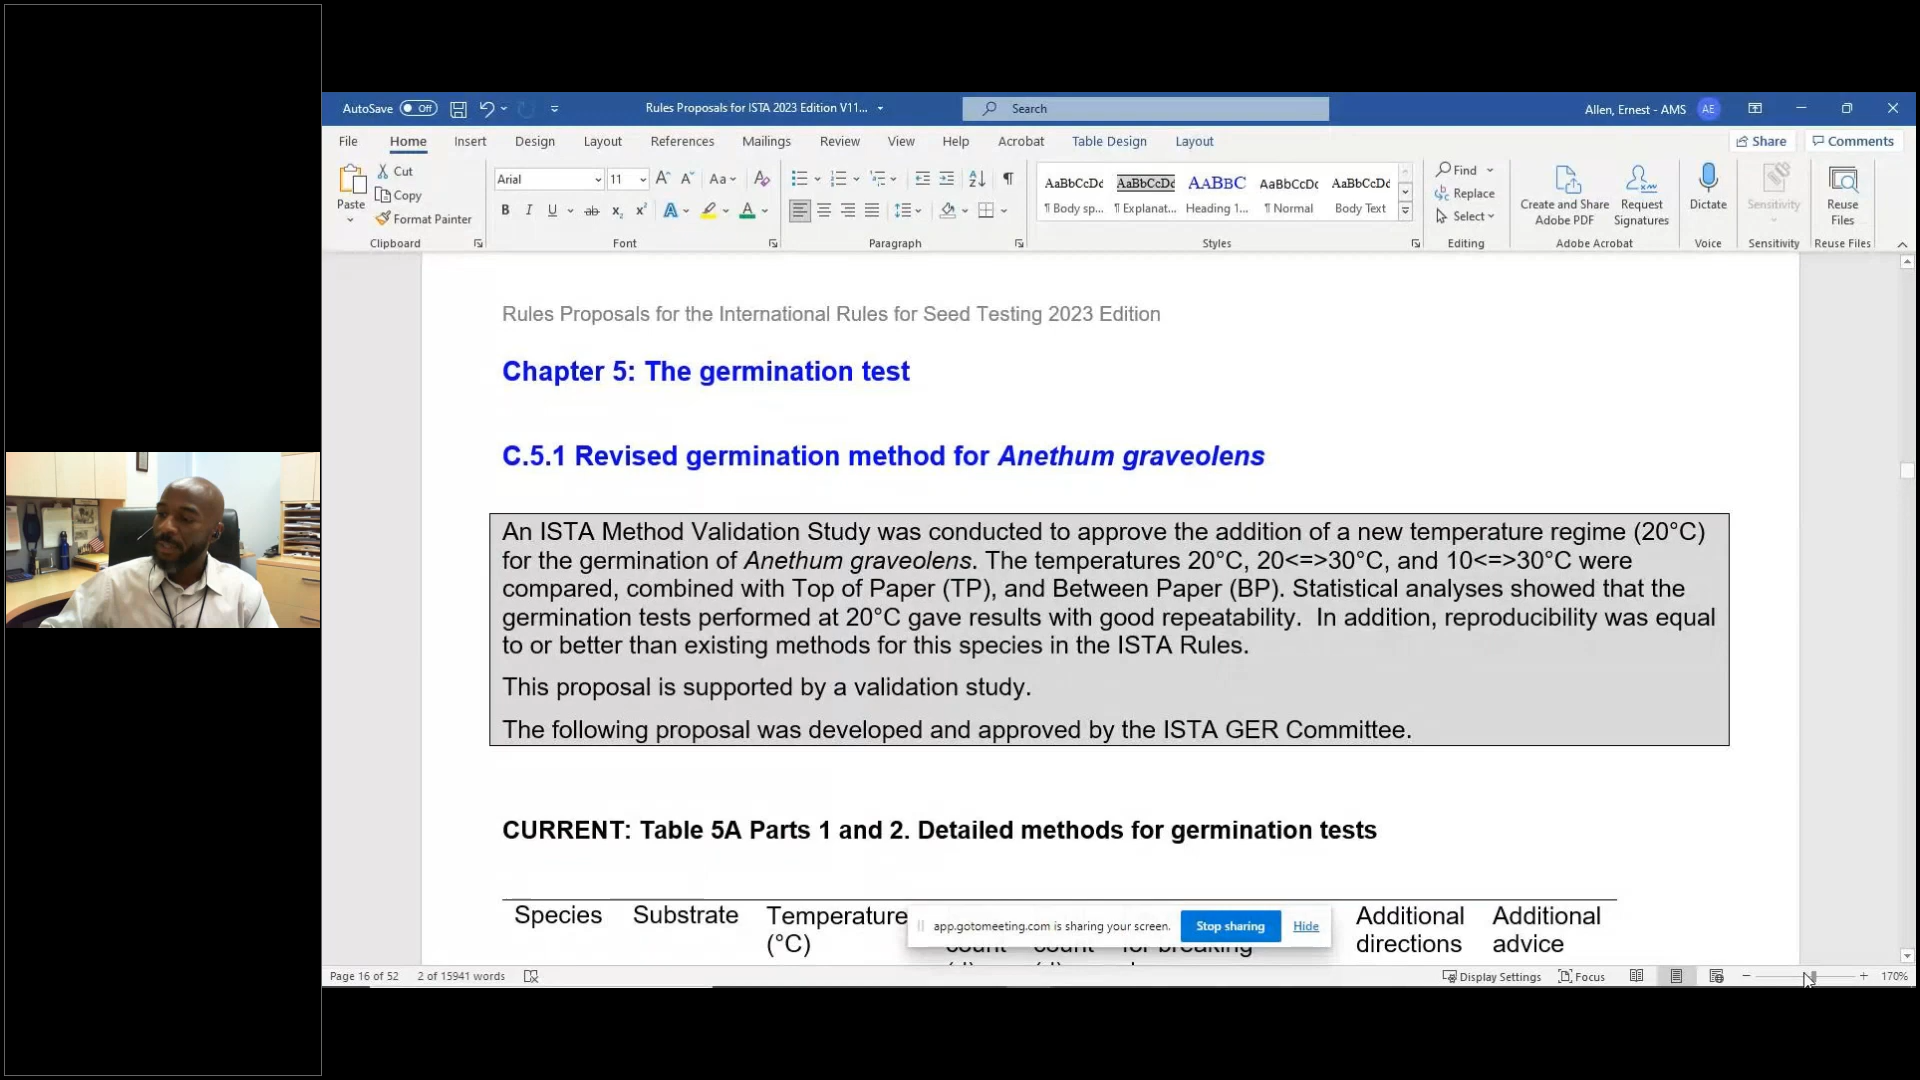 AutoSave Off
Rules Proposals for ISTA 2023 Edition V11...
Search
Allen, Ernest - AMS AE
File Home Insert Design Layout References Mailings Review View Help Acrobat Table Design Layout
Share Comments
Paste
Cut
Copy
Format Painter
Clipboard
Arial 11
Font
Paragraph
AaBbCcDc AaBbCcDc AABBC AaBbCcDc AaBbCcDc
¶ Body sp... ¶ Explanat... Heading 1... ¶ Normal Body Text
Styles
Find
Replace
Select
Editing
Create and Share Adobe PDF
Request Signatures
Adobe Acrobat
Dictate
Voice
Sensitivity
Sensitivity
Reuse Files
Reuse Files
Rules Proposals for the International Rules for Seed Testing 2023 Edition
Chapter 5: The germination test
C.5.1 Revised germination method for Anethum graveolens
An ISTA Method Validation Study was conducted to approve the addition of a new temperature regime (20°C)
for the germination of Anethum graveolens. The temperatures 20°C, 20<=>30°C, and 10<=>30°C were
compared, combined with Top of Paper (TP), and Between Paper (BP). Statistical analyses showed that the
germination tests performed at 20°C gave results with good repeatability. In addition, reproducibility was equal
to or better than existing methods for this species in the ISTA Rules.
This proposal is supported by a validation study.
The following proposal was developed and approved by the ISTA GER Committee.
CURRENT: Table 5A Parts 1 and 2. Detailed methods for germination tests
Species Substrate Temperature Additional Additional
(°C) count count for breaking directions advice
app.gotomeeting.com is sharing your screen. Stop sharing Hide
Page 16 of 52 2 of 15941 words
Display Settings Focus 170%